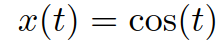 x(t) = cos(t)